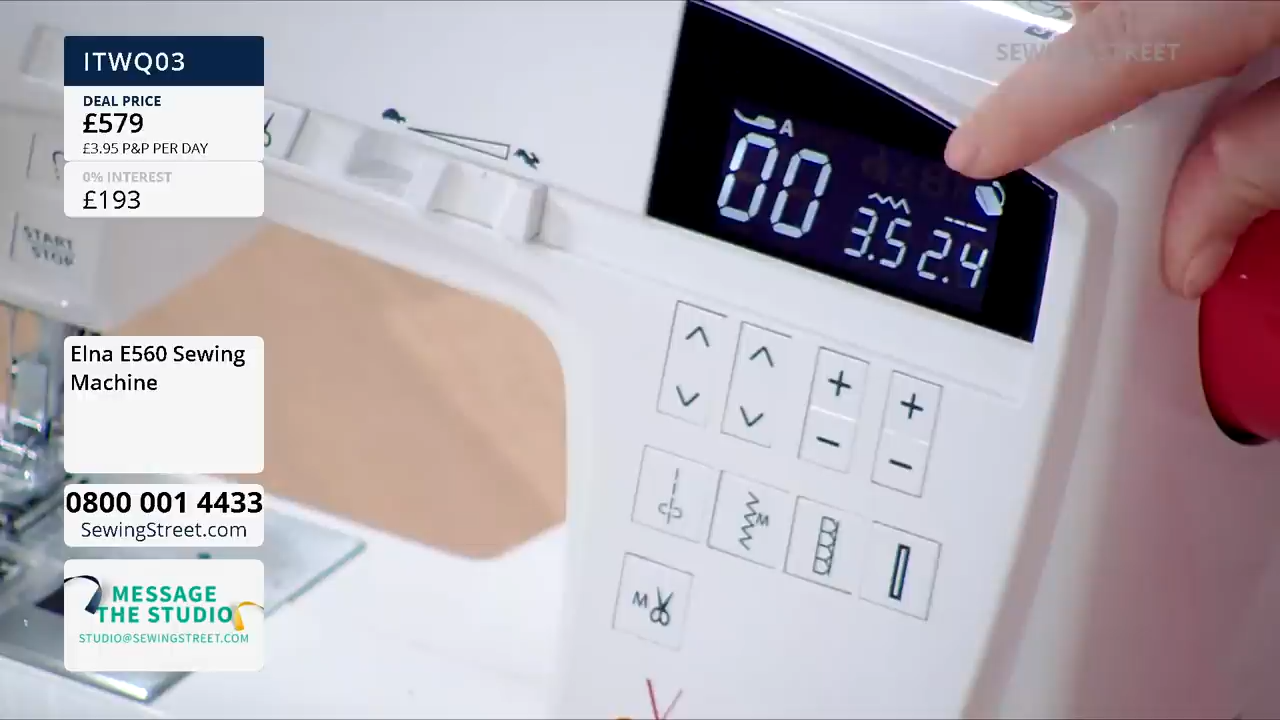 ITWQ03
DEAL PRICE
£579
£3.95 P&P PER DAY
0% INTEREST
£193
START
STOP
Elna E560 Sewing
Machine
0800 001 4433
SewingStreet.com
MESSAGE
THE STUDIO
STUDIO@SEWINGSTREET.COM
SEWINGSTREET
A
00
3.5 2.4
+ +
- -
M
M